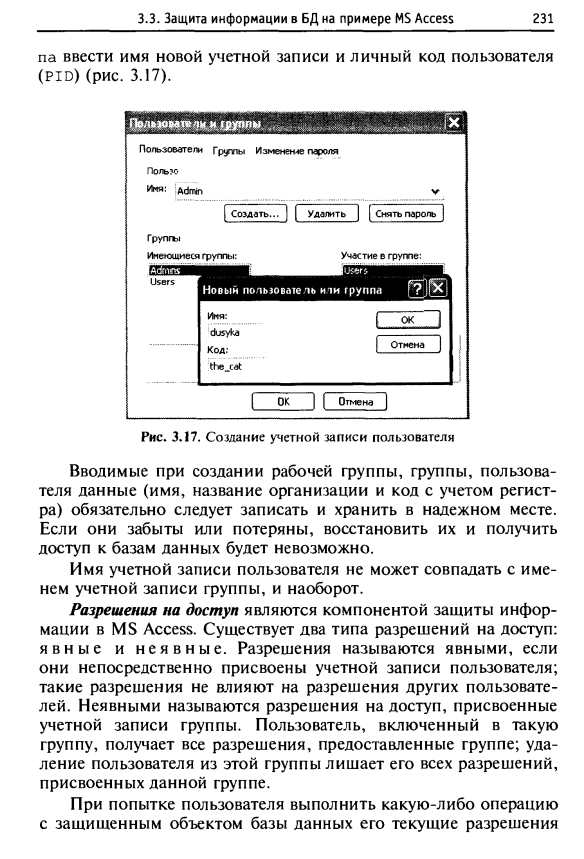 3.3. Защита информации в БД на примере MS Access 231
па ввести имя новой учетной записи и личный код пользователя
(PID) (рис. 3.17).
Пользователи и группы
Пользователи Группы Изменение пароля
Пользо
Имя: Admin
Создать... Удалить Снять пароль
Группы
Имеющиеся группы: Участие в группе:
Admins Users
Users
Новый пользователь или группа
Имя: OK
dusyka
Отмена
Код:
the_cat
OK Отмена
Рис. 3.17. Создание учетной записи пользователя
Вводимые при создании рабочей группы, группы, пользова-
теля данные (имя, название организации и код с учетом регист-
ра) обязательно следует записать и хранить в надежном месте.
Если они забыты или потеряны, восстановить их и получить
доступ к базам данных будет невозможно.
Имя учетной записи пользователя не может совпадать с име-
нем учетной записи группы, и наоборот.
Разрешения на доступ являются компонентой защиты инфор-
мации в MS Access. Существует два типа разрешений на доступ:
явные и неявные. Разрешения называются явными, если
они непосредственно присвоены учетной записи пользователя;
такие разрешения не влияют на разрешения других пользовате-
лей. Неявными называются разрешения на доступ, присвоенные
учетной записи группы. Пользователь, включенный в такую
группу, получает все разрешения, предоставленные группе; уда-
ление пользователя из этой группы лишает его всех разрешений,
присвоенных данной группе.
При попытке пользователя выполнить какую-либо операцию
с защищенным объектом базы данных его текущие разрешения